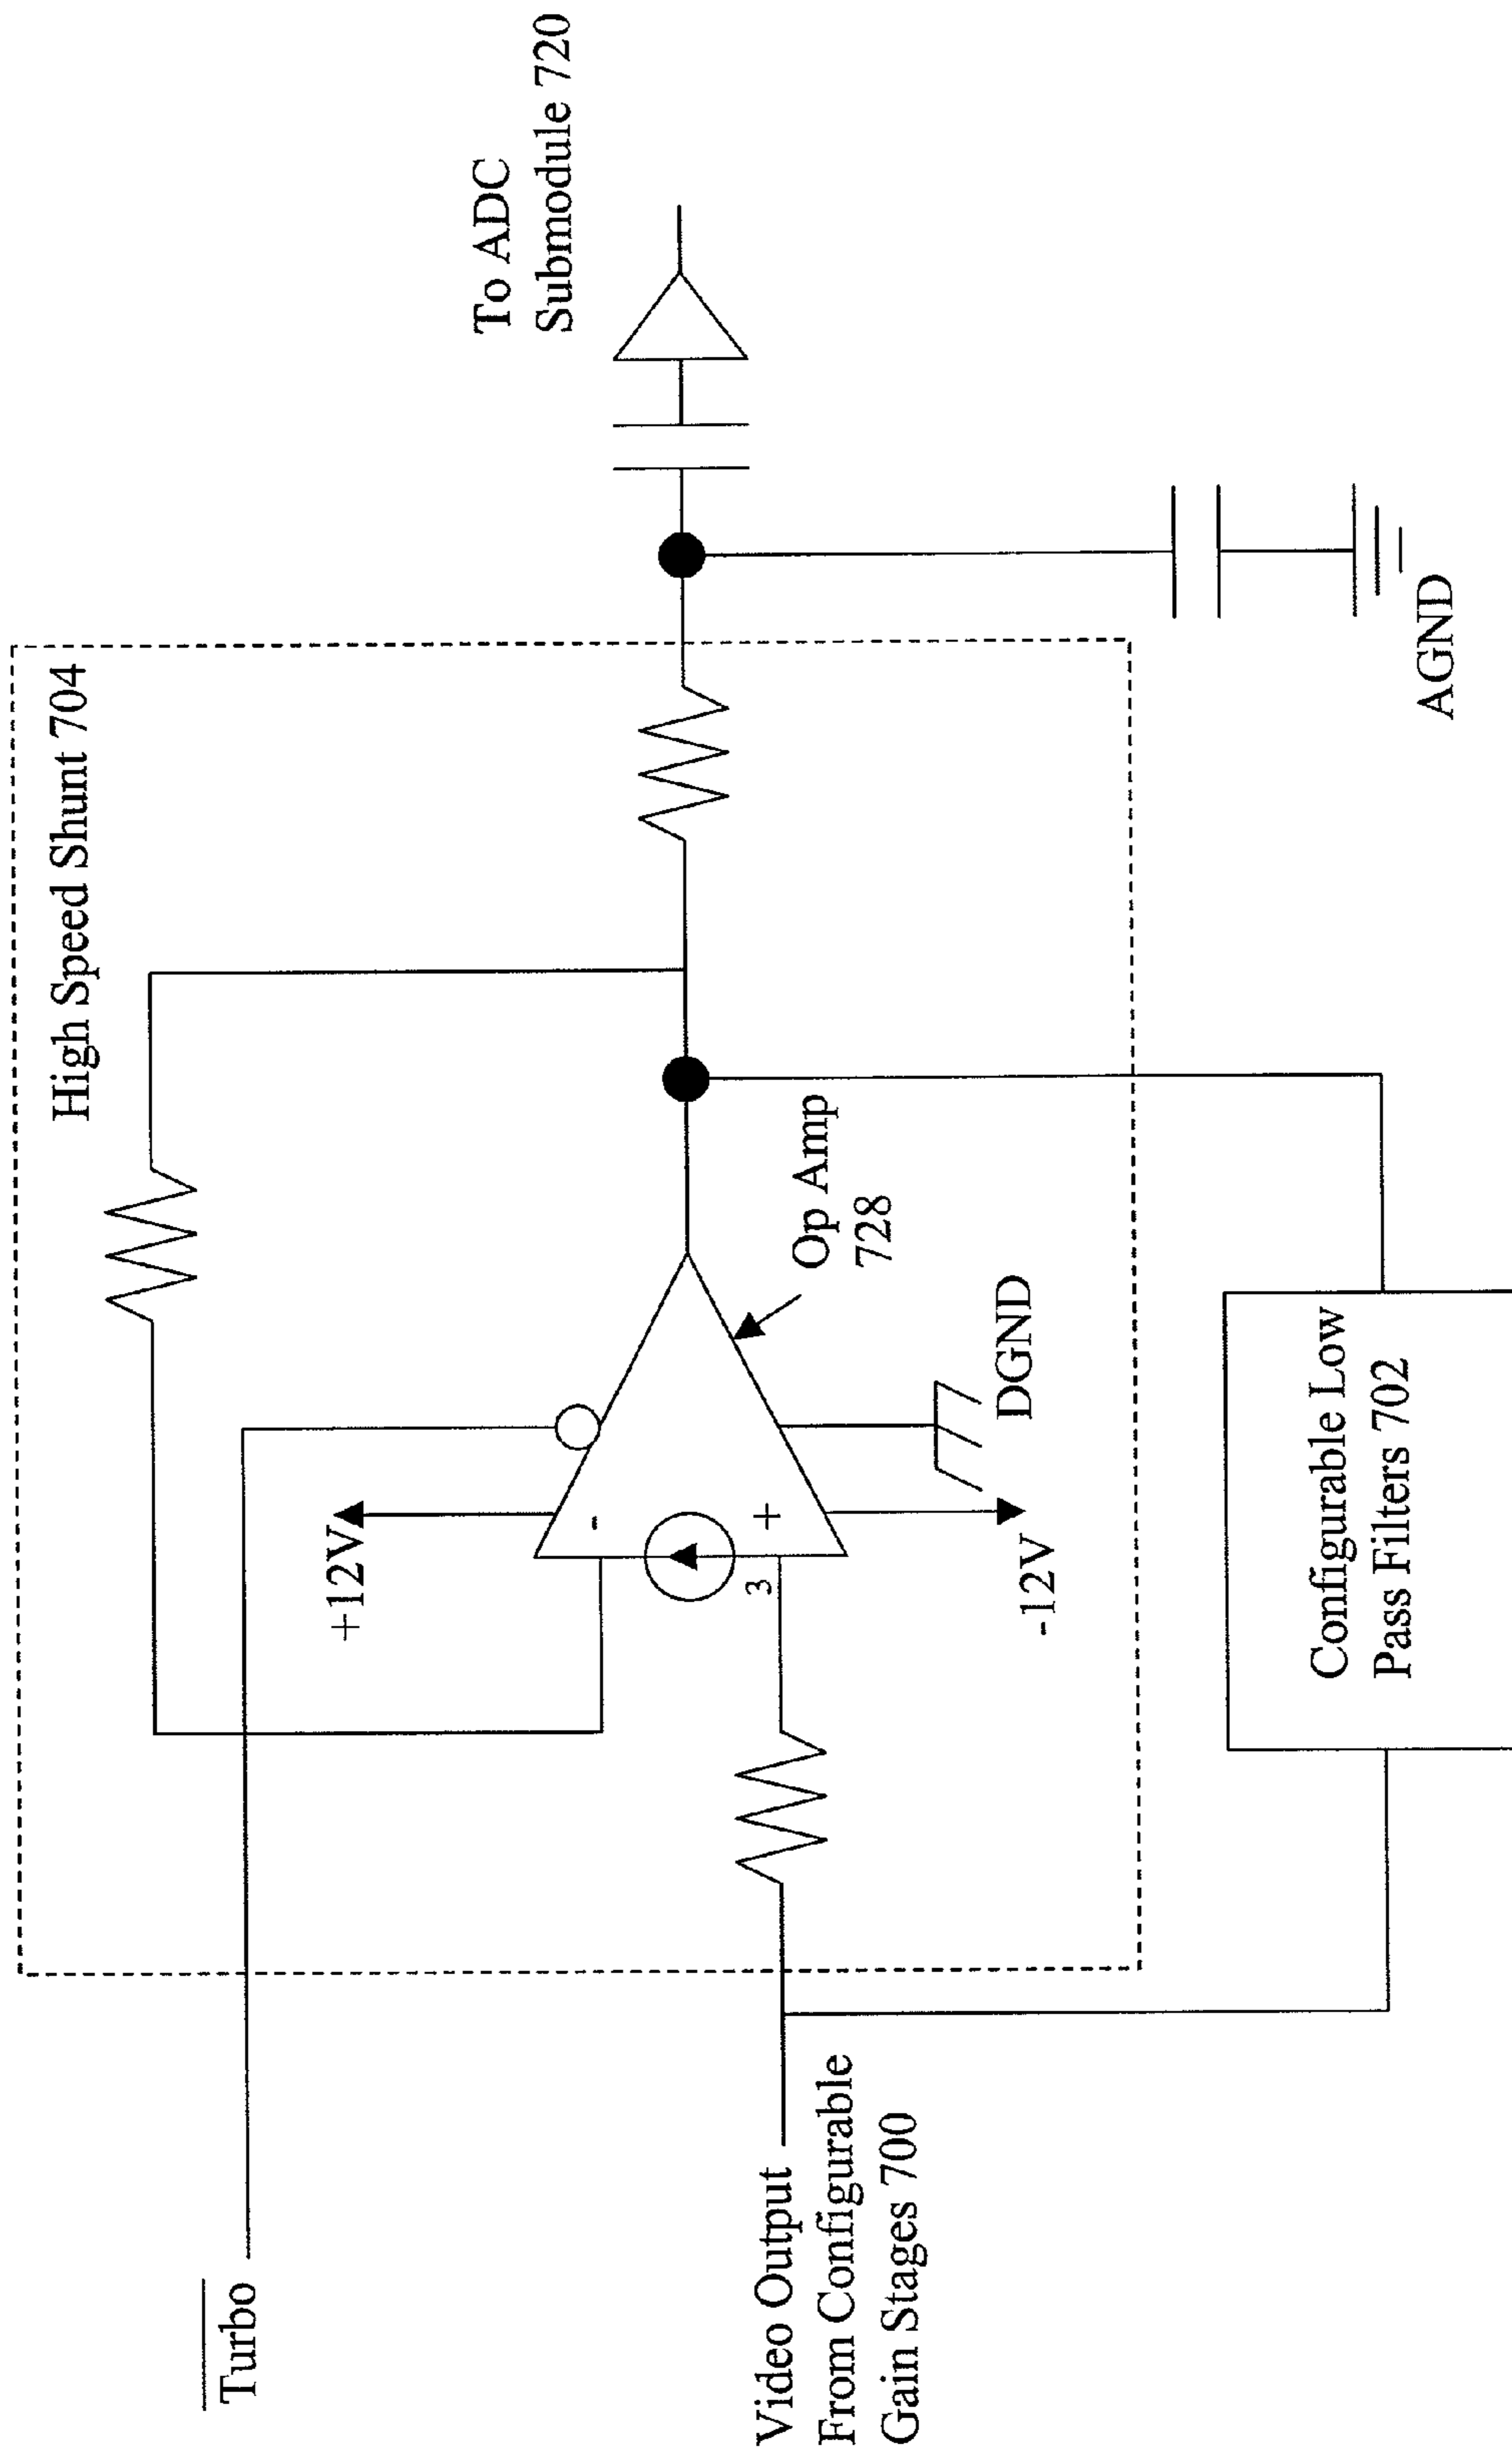 High Speed Shunt 704
Turbo
+12V
-
+
3
-12V
DGND
Op Amp
728
To ADC
Submodule 720
AGND
Video Output
From Configurable
Gain Stages 700
Configurable Low
Pass Filters 702